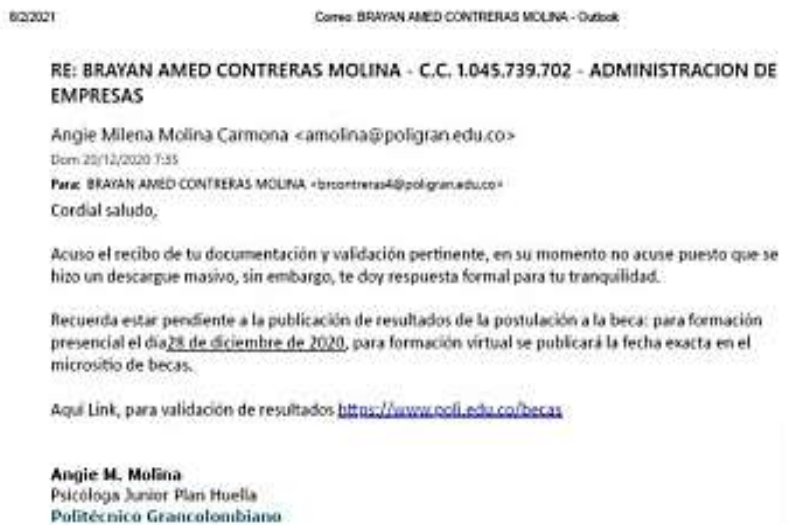 8/2/2021 Correo: BRAYAN AMED CONTRERAS MOLINA - Outlook
RE: BRAYAN AMED CONTRERAS MOLINA - C.C. 1.045.739.702 - ADMINISTRACION DE
EMPRESAS
Angie Milena Molina Carmona <amolina@poligran.edu.co>
Dom 20/12/2020 7:35
Para: BRAYAN AMED CONTRERAS MOLINA <brcontreras4@poligran.edu.co>
Cordial saludo,
Acuso el recibo de tu documentación y validación pertinente, en su momento no acuse puesto que se
hizo un descargue masivo, sin embargo, te doy respuesta formal para tu tranquilidad.
Recuerda estar pendiente a la publicación de resultados de la postulación a la beca: para formación
presencial el día 28 de diciembre de 2020, para formación virtual se publicará la fecha exacta en el
micrositio de becas.
Aquí Link, para validación de resultados https://www.poli.edu.co/becas
Angie M. Molina
Psicóloga Junior Plan Huella
Politécnico Grancolombiano